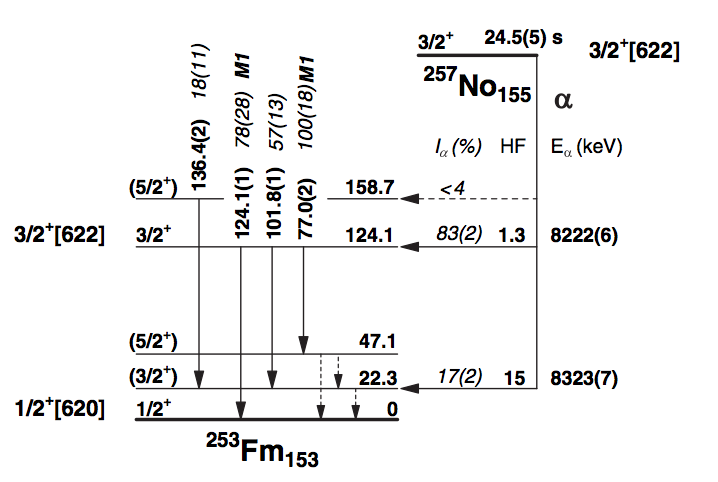 3/2⁺ 24.5(5) s 3/2⁺[622]
²⁵⁷No₁₅₅
α
Iα (%) HF Eα (keV)
136.4(2) 18(11)
124.1(1) 78(28) M1
101.8(1) 57(13)
77.0(2) 100(18) M1
(5/2⁺) 158.7 <4
3/2⁺[622] 3/2⁺ 124.1 83(2) 1.3 8222(6)
(5/2⁺) 47.1
(3/2⁺) 22.3 17(2) 15 8323(7)
1/2⁺[620] 1/2⁺ 0
²⁵³Fm₁₅₃